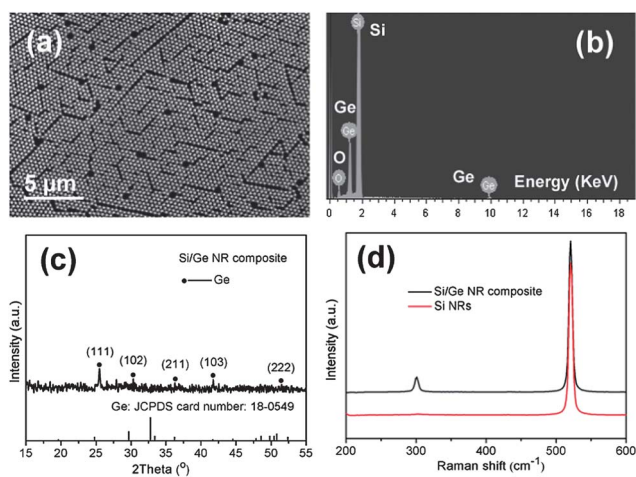 (a)
5 μm
(b)
Si
Si
Ge
Ge
O
O
Ge
Ge
Energy (KeV)
0 2 4 6 8 10 12 14 16 18
(c)
Si/Ge NR composite
Ge
(111)
(102)
(211)
(103)
(222)
Ge: JCPDS card number: 18-0549
Intensity (a.u.)
15 20 25 30 35 40 45 50 55
2Theta (º)
(d)
Si/Ge NR composite
Si NRs
Intensity (a.u.)
200 300 400 500 600
Raman shift (cm⁻¹)